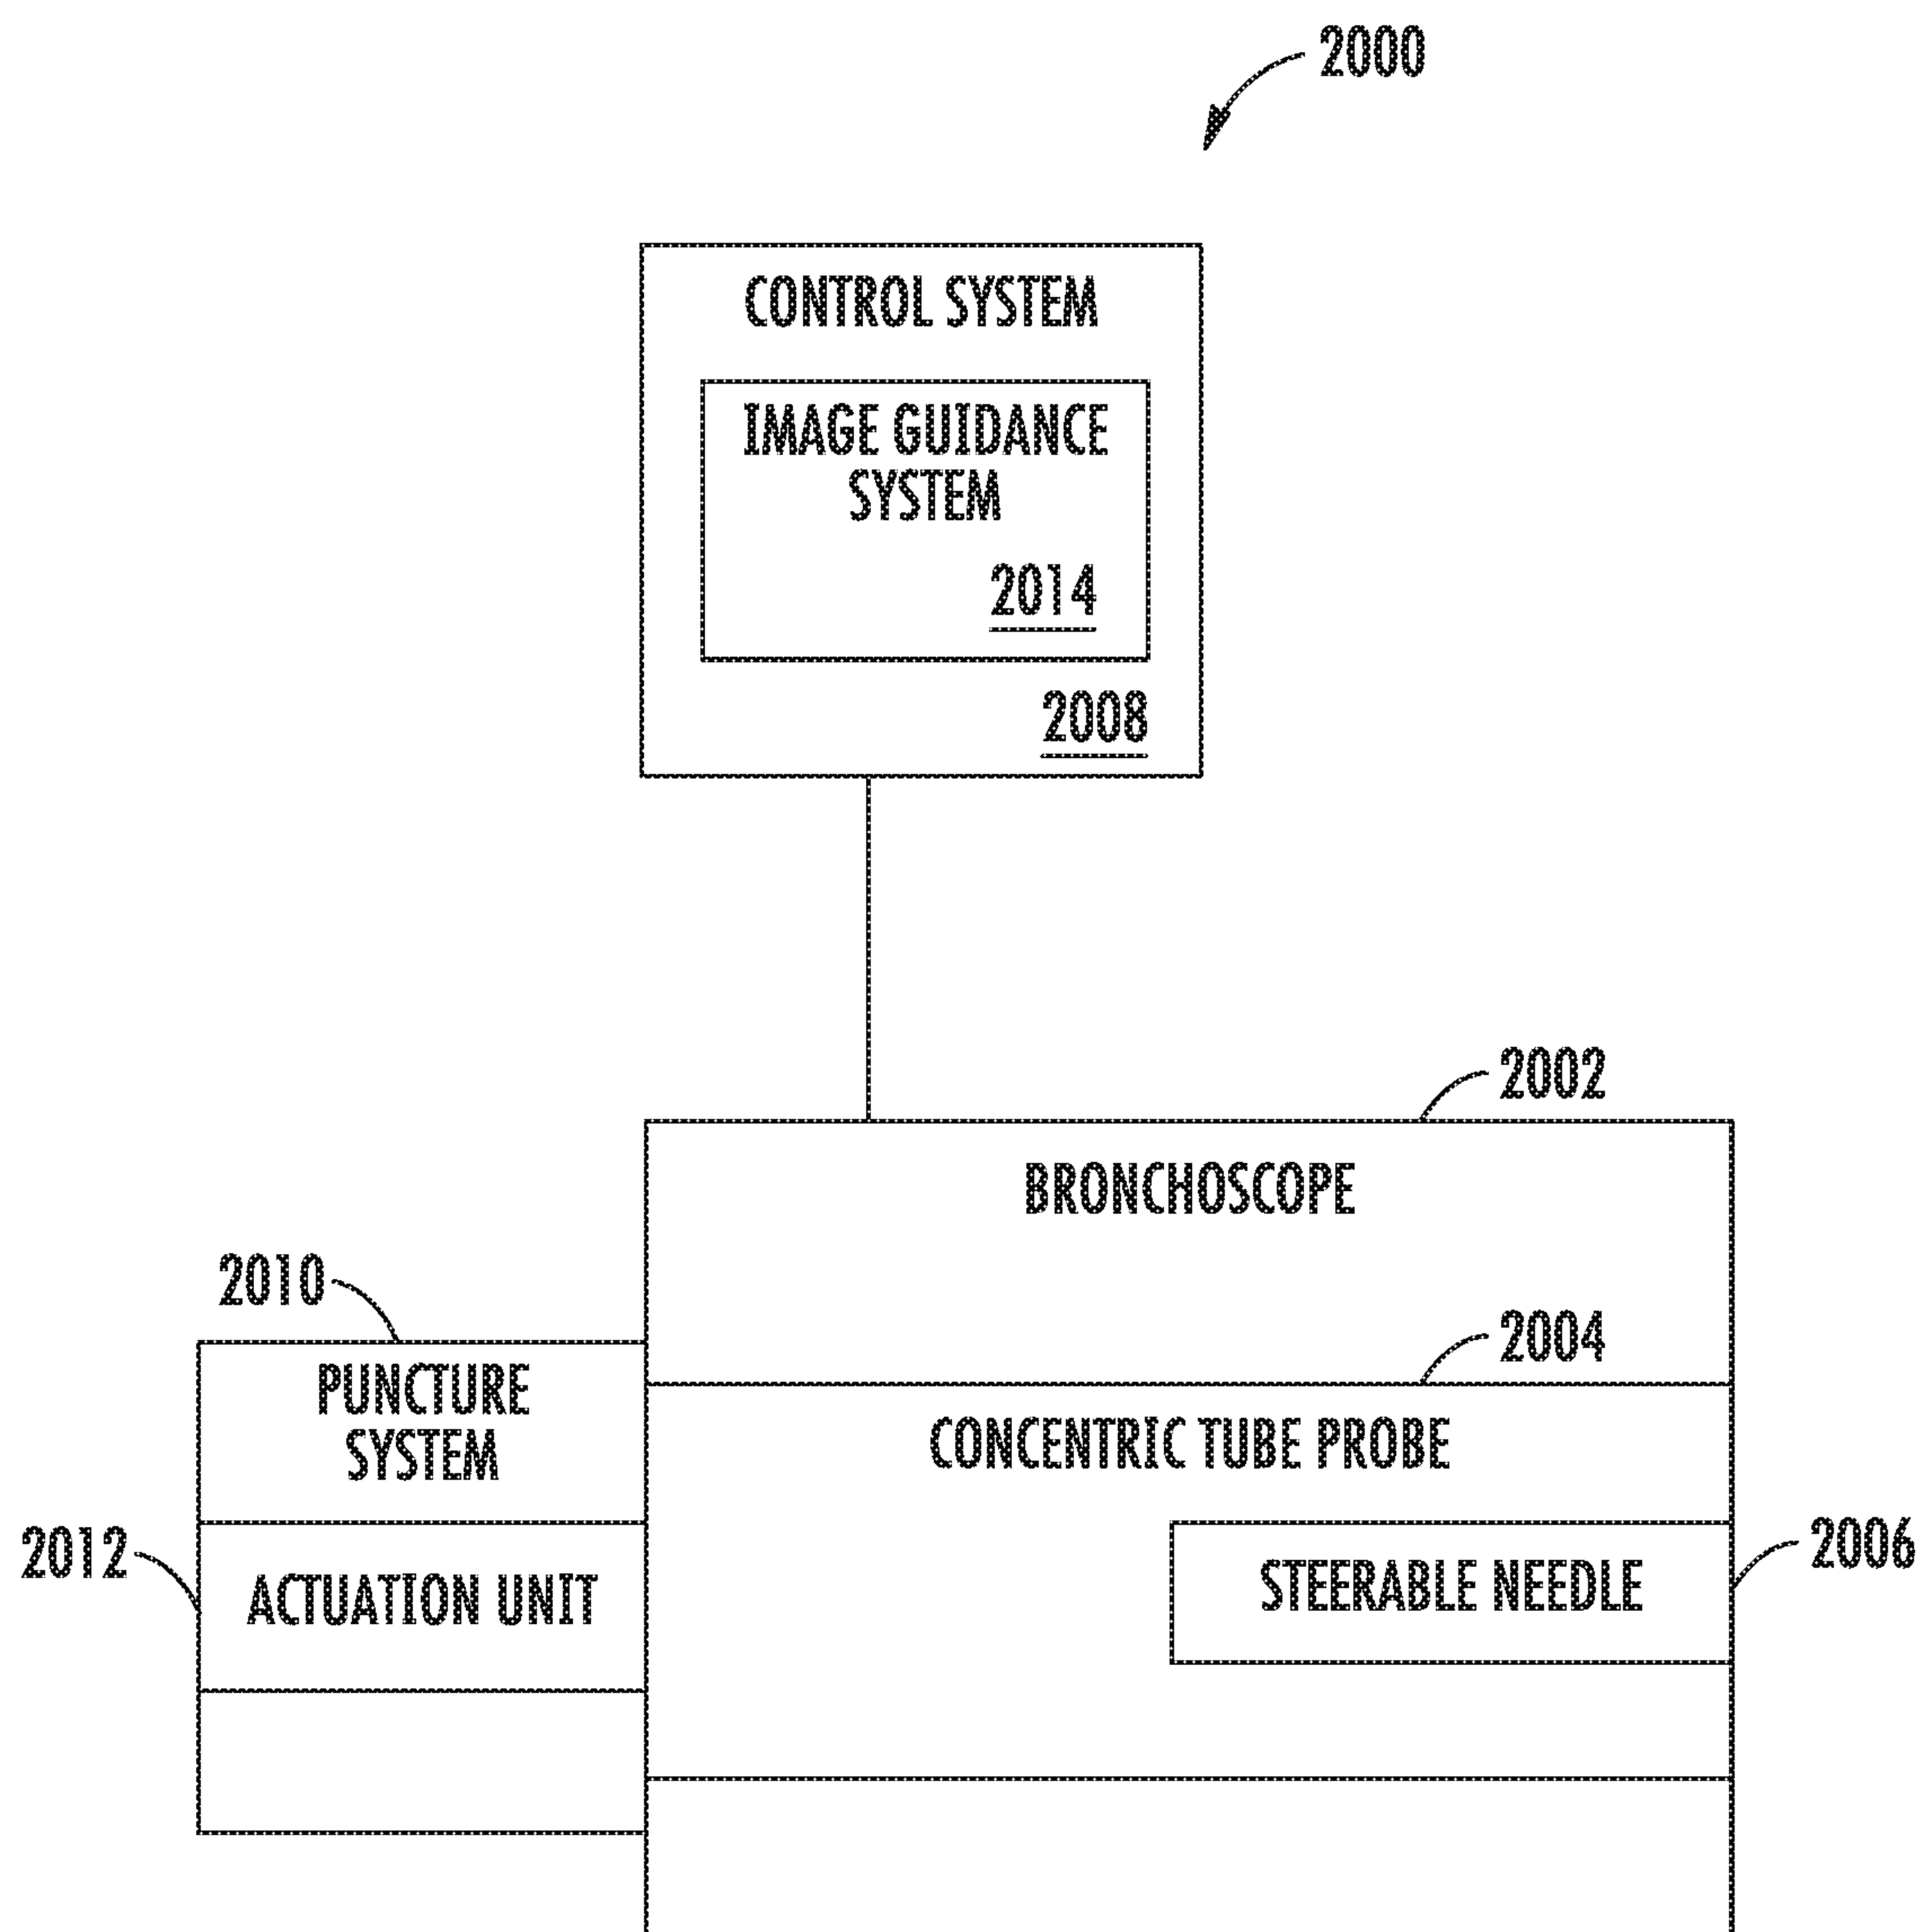 2000
CONTROL SYSTEM
IMAGE GUIDANCE
SYSTEM
2014
2008
2002
BRONCHOSCOPE
2010
2004
PUNCTURE
SYSTEM
CONCENTRIC TUBE PROBE
2012
ACTUATION UNIT
STEERABLE NEEDLE
2006